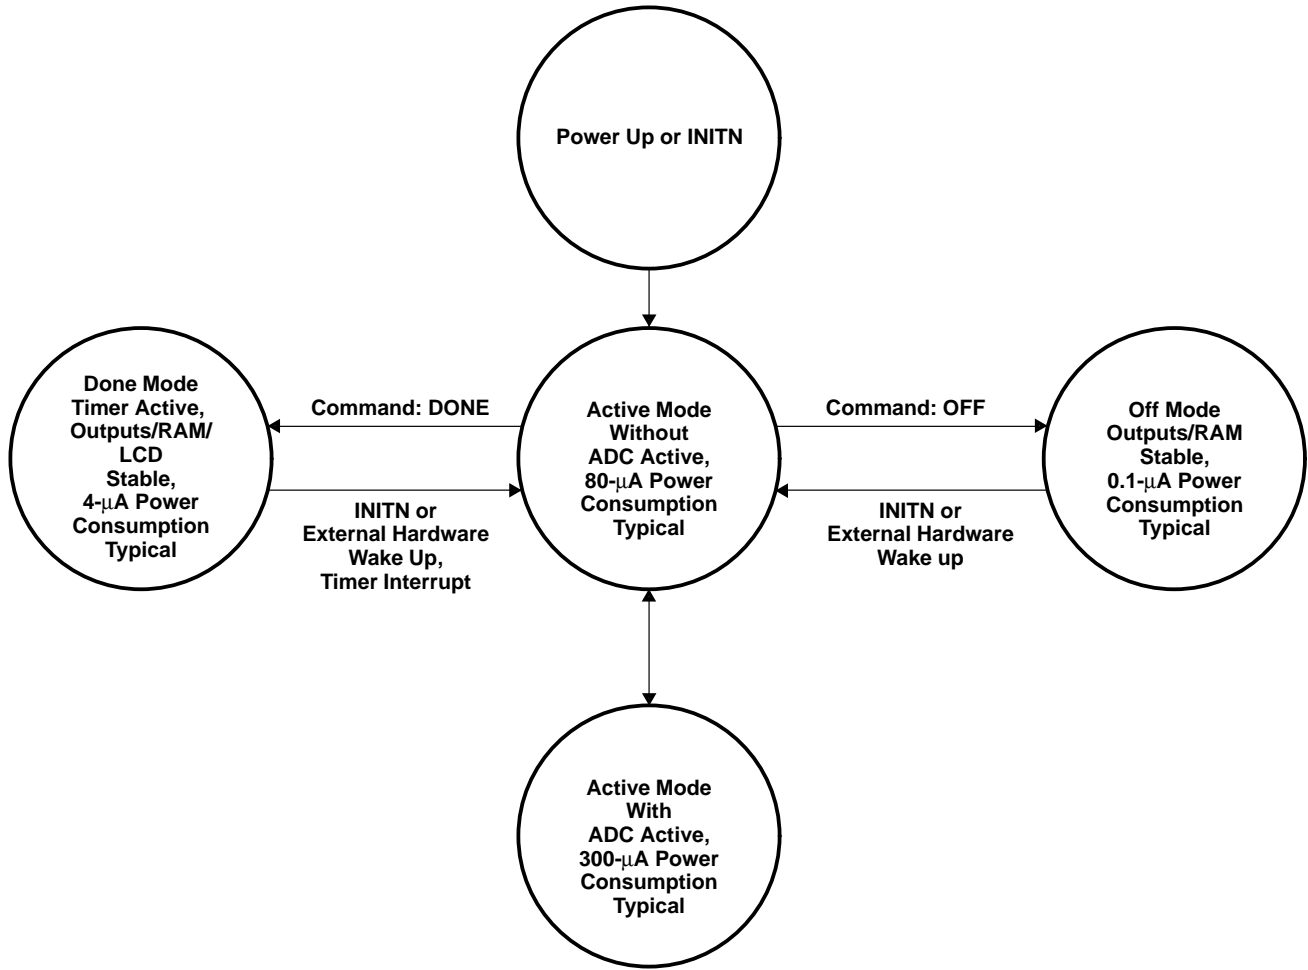 Power Up or INITN
Done Mode
Timer Active,
Outputs/RAM/
LCD
Stable,
4-μA Power
Consumption
Typical
Command: DONE
INITN or
External Hardware
Wake Up,
Timer Interrupt
Active Mode
Without
ADC Active,
80-μA Power
Consumption
Typical
Command: OFF
INITN or
External Hardware
Wake up
Off Mode
Outputs/RAM
Stable,
0.1-μA Power
Consumption
Typical
Active Mode
With
ADC Active,
300-μA Power
Consumption
Typical